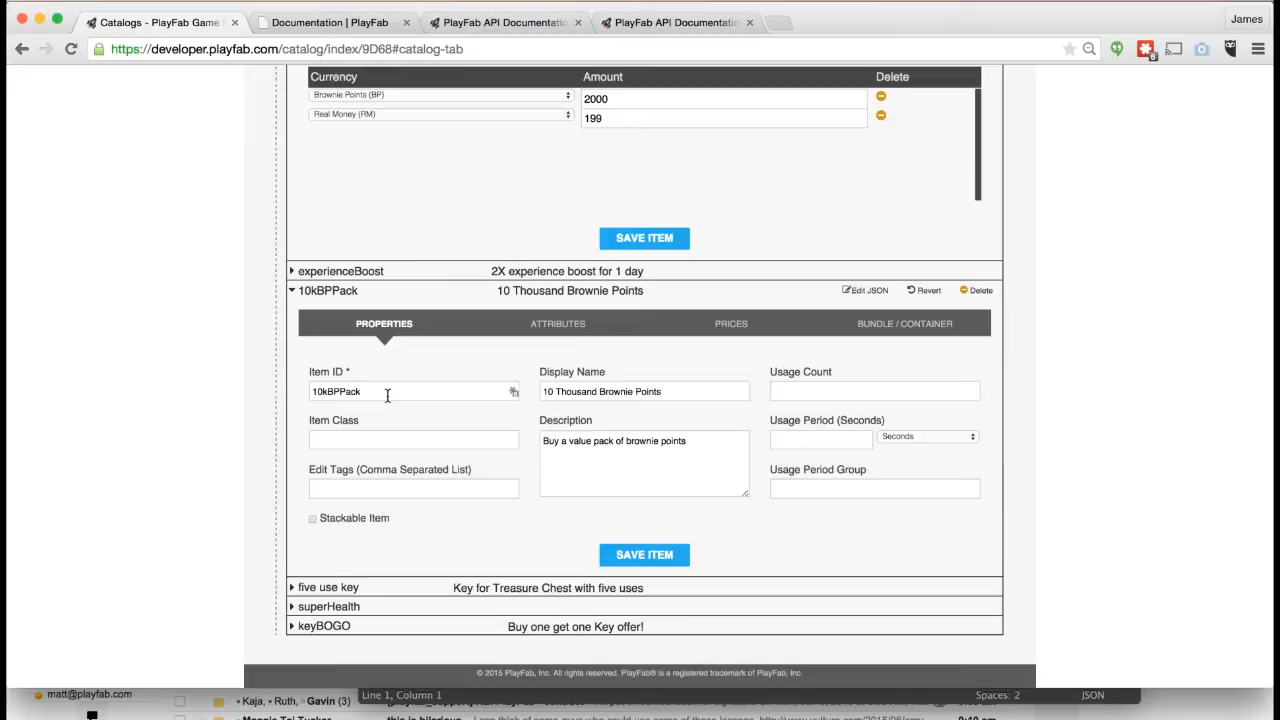 Catalogs - PlayFab Game
Documentation | PlayFab
PlayFab API Documentatio
PlayFab API Documentatio
James
https://developer.playfab.com/catalog/index/9D68#catalog-tab
6
Currency Amount Delete
Brownie Points (BP) 2000
Real Money (RM) 199
SAVE ITEM
experienceBoost 2X experience boost for 1 day
10kBPPack 10 Thousand Brownie Points Edit JSON Revert Delete
PROPERTIES ATTRIBUTES PRICES BUNDLE / CONTAINER
Item ID * Display Name Usage Count
10kBPPack 10 Thousand Brownie Points
Item Class Description Usage Period (Seconds)
Buy a value pack of brownie points Seconds
Edit Tags (Comma Separated List) Usage Period Group
Stackable Item
SAVE ITEM
five use key Key for Treasure Chest with five uses
superHealth
keyBOGO Buy one get one Key offer!
© 2015 PlayFab, Inc. All rights reserved. PlayFab® is a registered trademark of PlayFab, Inc.
matt@playfab.com Kaja, Ruth, Gavin (3) Line 1, Column 1 Spaces: 2 JSON